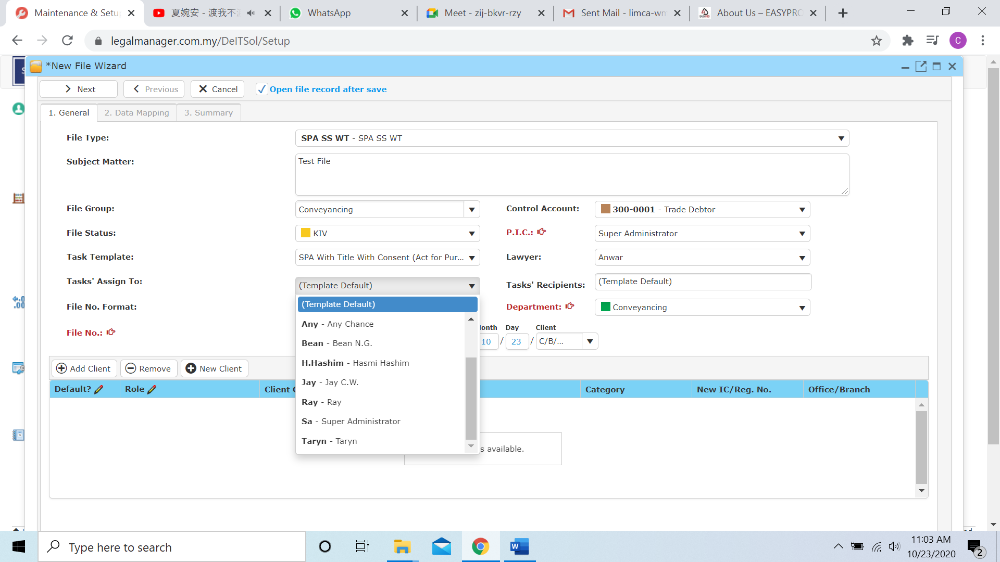 Maintenance & Setu
夏婉安 - 渡我不
WhatsApp
Meet - zij-bkvr-rzy
Sent Mail - limca-wm
About Us – EASYPRO
legalmanager.com.my/DeITSol/Setup
C
*New File Wizard
Next
Previous
Cancel
Open file record after save
1. General
2. Data Mapping
3. Summary
File Type:
SPA SS WT - SPA SS WT
Subject Matter:
Test File
File Group:
Conveyancing
Control Account:
300-0001 - Trade Debtor
File Status:
KIV
P.I.C.:
Super Administrator
Task Template:
SPA With Title With Consent (Act for Pur...
Lawyer:
Anwar
Tasks' Assign To:
(Template Default)
Tasks' Recipients:
(Template Default)
File No. Format:
(Template Default)
Department:
Conveyancing
Any - Any Chance
onth
Day
Client
File No.:
10 / 23 / C/B/...
Bean - Bean N.G.
H.Hashim - Hasmi Hashim
Add Client
Remove
New Client
Jay - Jay C.W.
Default?
Role
Client
Category
New IC/Reg. No.
Office/Branch
Ray - Ray
Sa - Super Administrator
Taryn - Taryn
s available.
Type here to search
11:03 AM
10/23/2020
2